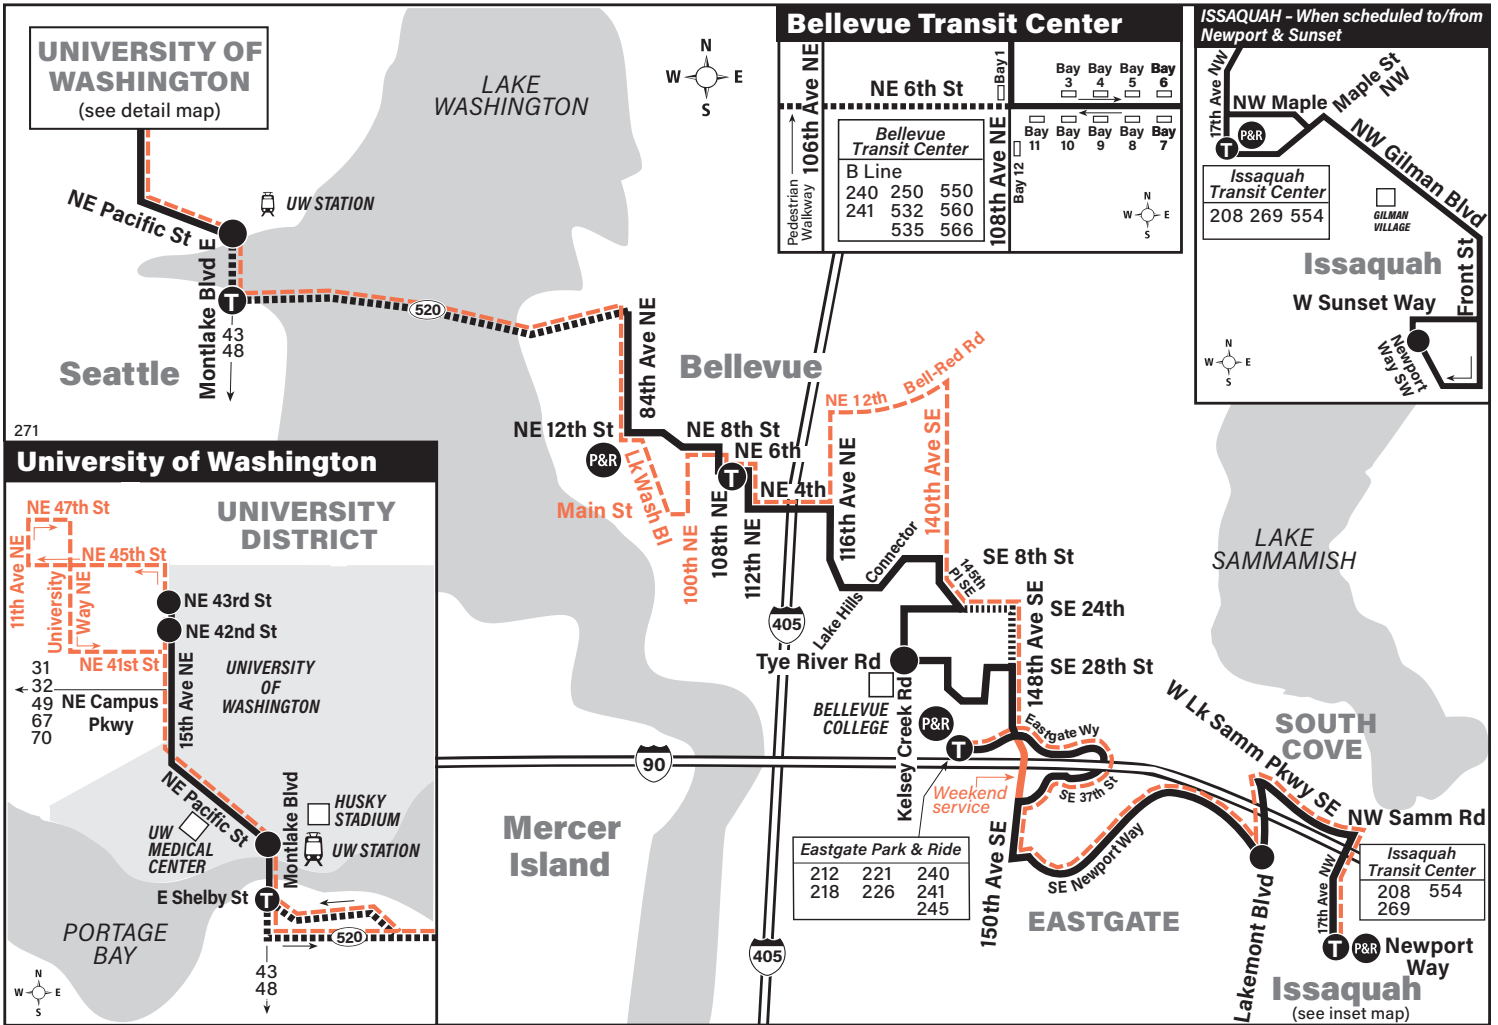 UNIVERSITY OF
WASHINGTON
(see detail map)
LAKE
WASHINGTON
N
W E
S
NE Pacific St
UW STATION
Montlake Blvd E
T
43
48
520
Seattle
271
Bellevue Transit Center
106th Ave NE
NE 6th St
Pedestrian
Walkway
108th Ave NE
Bay 1
Bay
3
Bay
4
Bay
5
Bay
6
Bay
11
Bay
10
Bay
9
Bay
8
Bay
7
Bay 12
Bellevue
Transit Center
B Line
240 250 550
241 532 560
535 566
N
W E
S
ISSAQUAH – When scheduled to/from
Newport & Sunset
17th Ave NW
NW Maple
Maple St
NW
P&R
T
NW Gilman Blvd
Issaquah
Transit Center
208 269 554
GILMAN
VILLAGE
Issaquah
Front St
W Sunset Way
Newport
Way SW
N
W E
S
Bellevue
84th Ave NE
NE 12th St
P&R
NE 8th St
NE 6th
T
NE 4th
Lk Wash Bl
Main St
100th NE
108th NE
112th NE
116th Ave NE
NE 12th
Bell-Red Rd
140th Ave SE
Lake Hills
Connector
145th
Pl SE
SE 8th St
SE 24th
148th Ave SE
SE 28th St
405
Tye River Rd
BELLEVUE
COLLEGE
Kelsey Creek Rd
P&R
T
Eastgate Wy
SE 37th St
Weekend
service
90
Mercer
Island
Eastgate Park & Ride
212 221 240
218 226 241
245
405
150th Ave SE
SE Newport Way
EASTGATE
LAKE
SAMMAMISH
W Lk Samm Pkwy SE
SOUTH
COVE
NW Samm Rd
Lakemont Blvd
17th Ave NW
Issaquah
Transit Center
208 554
269
T
P&R
Newport
Way
Issaquah
(see inset map)
University of Washington
NE 47th St
UNIVERSITY
DISTRICT
11th Ave NE
NE 45th St
University
Way NE
NE 43rd St
NE 42nd St
NE 41st St
31
32
49
67
70
NE Campus
Pkwy
15th Ave NE
UNIVERSITY
OF
WASHINGTON
NE Pacific St
UW
MEDICAL
CENTER
Montlake Blvd
HUSKY
STADIUM
UW STATION
E Shelby St
T
520
PORTAGE
BAY
43
48
N
W E
S